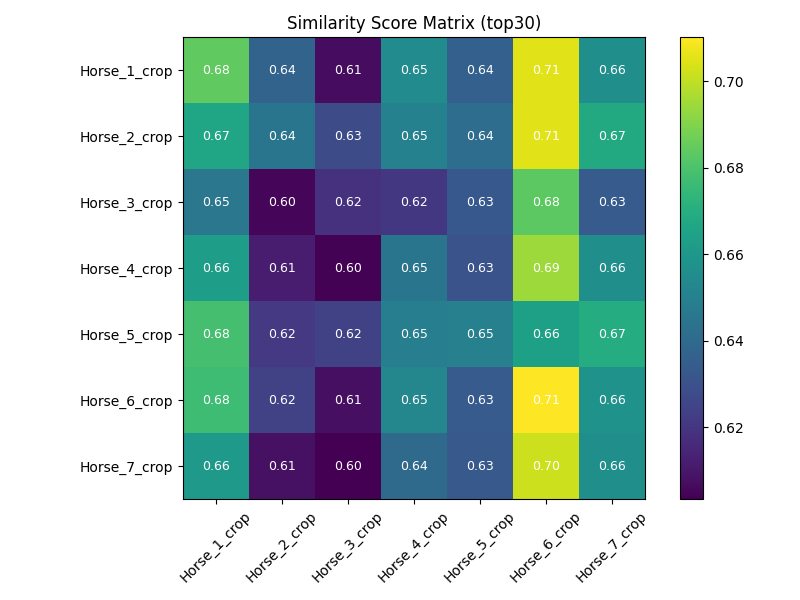 Similarity Score Matrix (top30)
Horse_1_crop 0.68 0.64 0.61 0.65 0.64 0.71 0.66
Horse_2_crop 0.67 0.64 0.63 0.65 0.64 0.71 0.67
Horse_3_crop 0.65 0.60 0.62 0.62 0.63 0.68 0.63
Horse_4_crop 0.66 0.61 0.60 0.65 0.63 0.69 0.66
Horse_5_crop 0.68 0.62 0.62 0.65 0.65 0.66 0.67
Horse_6_crop 0.68 0.62 0.61 0.65 0.63 0.71 0.66
Horse_7_crop 0.66 0.61 0.60 0.64 0.63 0.70 0.66
Horse_1_crop Horse_2_crop Horse_3_crop Horse_4_crop Horse_5_crop Horse_6_crop Horse_7_crop
0.70
0.68
0.66
0.64
0.62